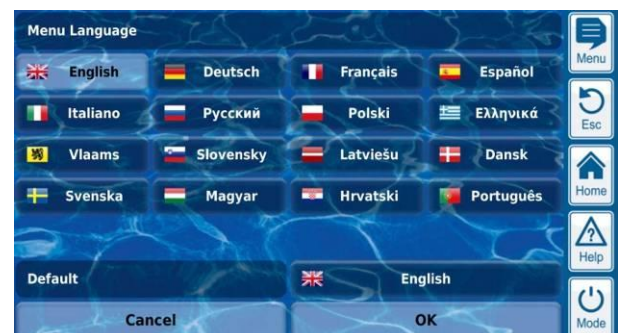 Menu Language
English Deutsch Français Español
Italiano Русский Polski Ελληνικά
Vlaams Slovensky Latviešu Dansk
Svenska Magyar Hrvatski Português
Default English
Cancel OK
Menu
Esc
Home
Help
Mode